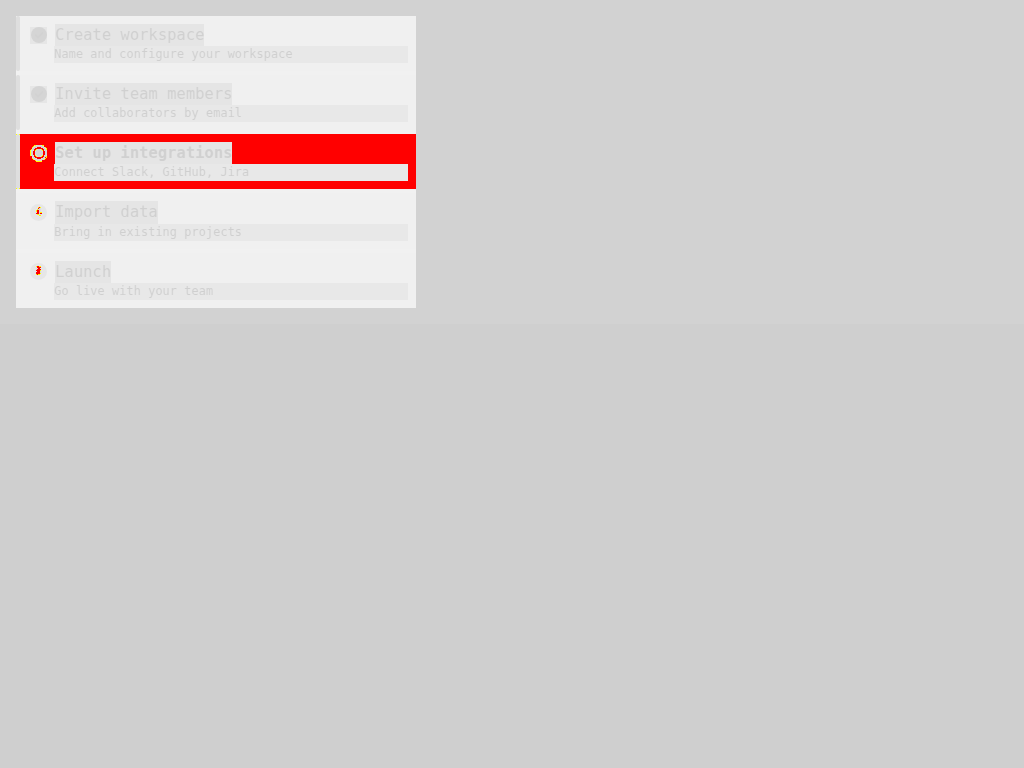 Create workspace
Name and configure your workspace
Invite team members
Add collaborators by email
Set up integrations
Connect Slack, GitHub, Jira
Import data
Bring in existing projects
Launch
Go live with your team